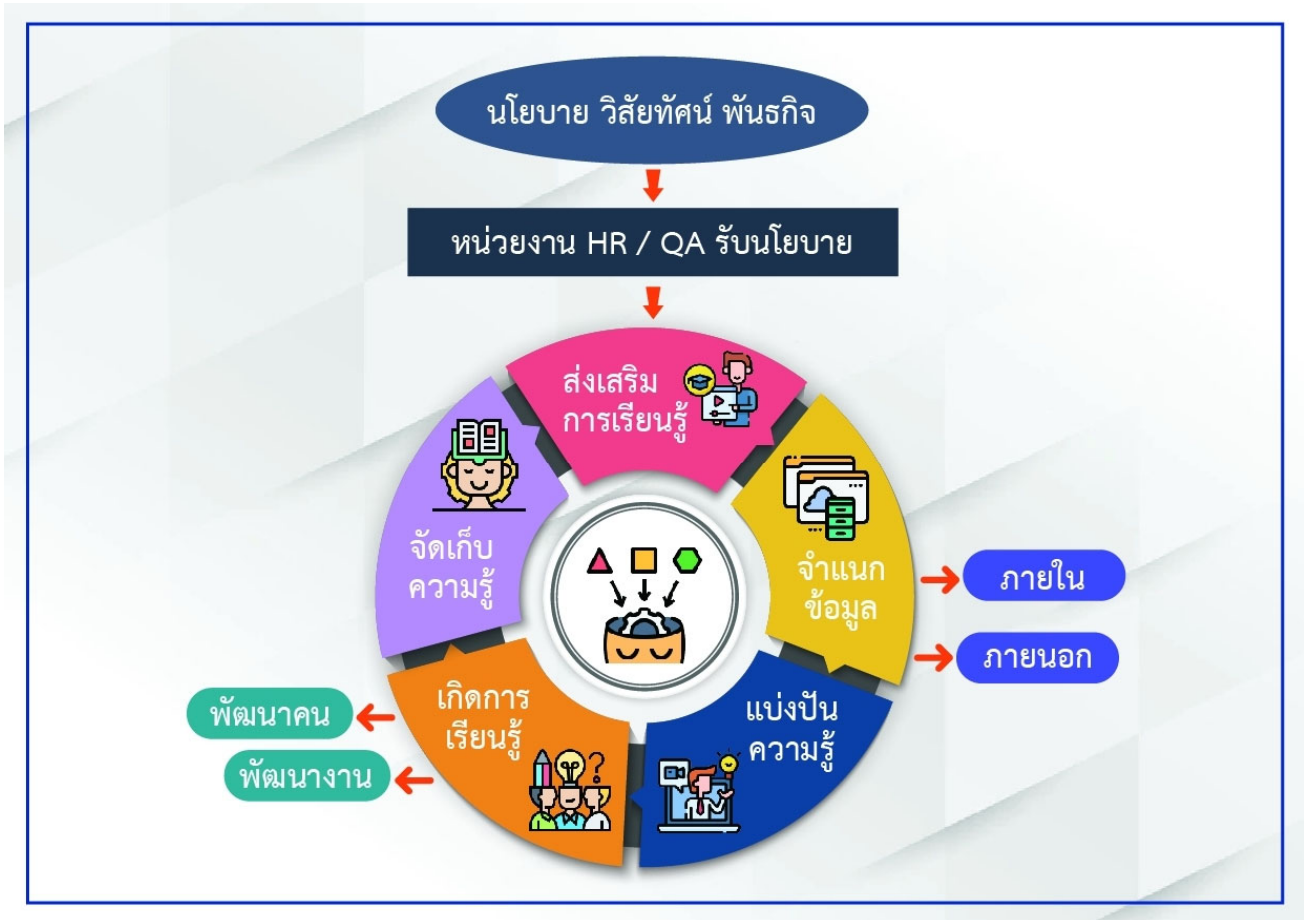 นโยบาย วิสัยทัศน์ พันธกิจ
หน่วยงาน HR / QA รับนโยบาย
ส่งเสริม
การเรียนรู้
จำแนก
ข้อมูล
ภายใน
ภายนอก
แบ่งปัน
ความรู้
เกิดการ
เรียนรู้
พัฒนาคน
พัฒนางาน
จัดเก็บ
ความรู้